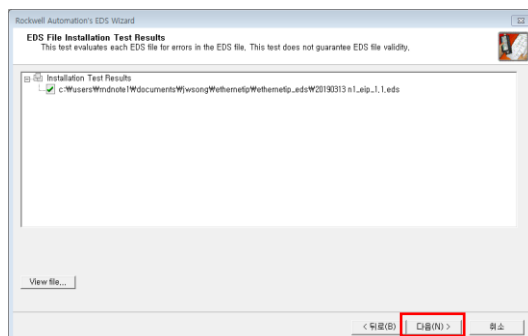 Rockwell Automation's EDS Wizard
EDS File Installation Test Results
This test evaluates each EDS file for errors in the EDS file. This test does not guarantee EDS file validity.
Installation Test Results
c:₩users₩mdnote1₩documents₩jwsong₩ethernetip₩ethernetip_eds₩20190313 n1_eip_1.1.eds
View file...
< 뒤로(B) 다음(N) > 취소